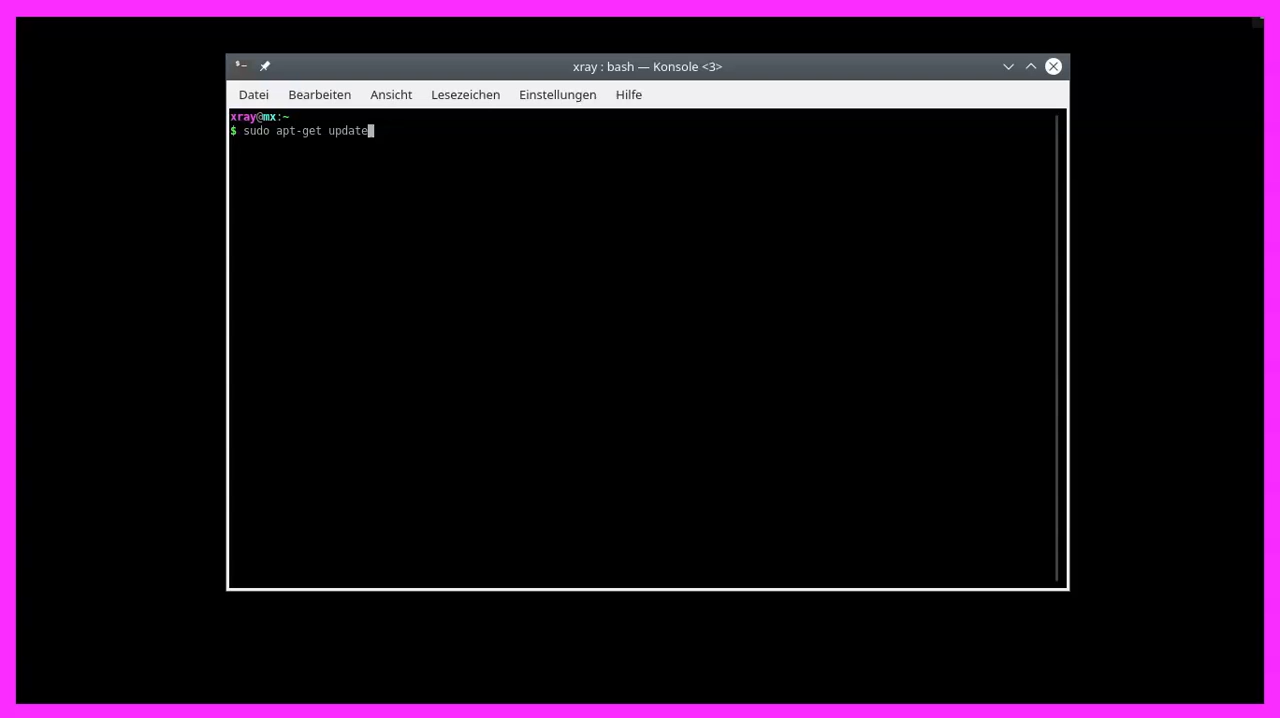 xray : bash — Konsole <3>
Datei Bearbeiten Ansicht Lesezeichen Einstellungen Hilfe
xray@mx:~
$ sudo apt-get update